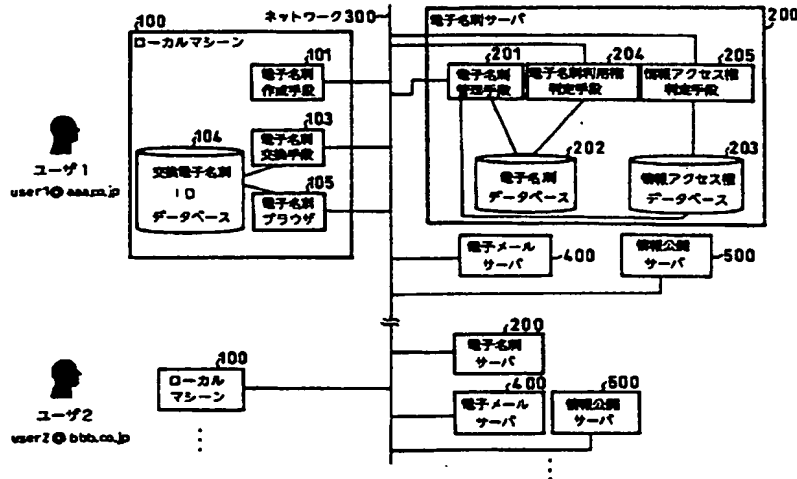 ネットワーク300
100
ローカルマシーン
101
電子名刺
作成手段
103
電子名刺
交換手段
104
交換電子名刺
ID
データベース
105
電子名刺
ブラウザ
ユーザ1
user1@aaa.co.jp
200
電子名刺サーバ
201
電子名刺
管理手段
204
電子名刺利用権
判定手段
205
情報アクセス権
判定手段
202
電子名刺
データベース
203
情報アクセス権
データベース
電子メール
サーバ
400
情報公開
サーバ
500
200
電子名刺
サーバ
100
ローカル
マシーン
400
電子メール
サーバ
500
情報公開
サーバ
ユーザ2
user2@bbb.co.jp